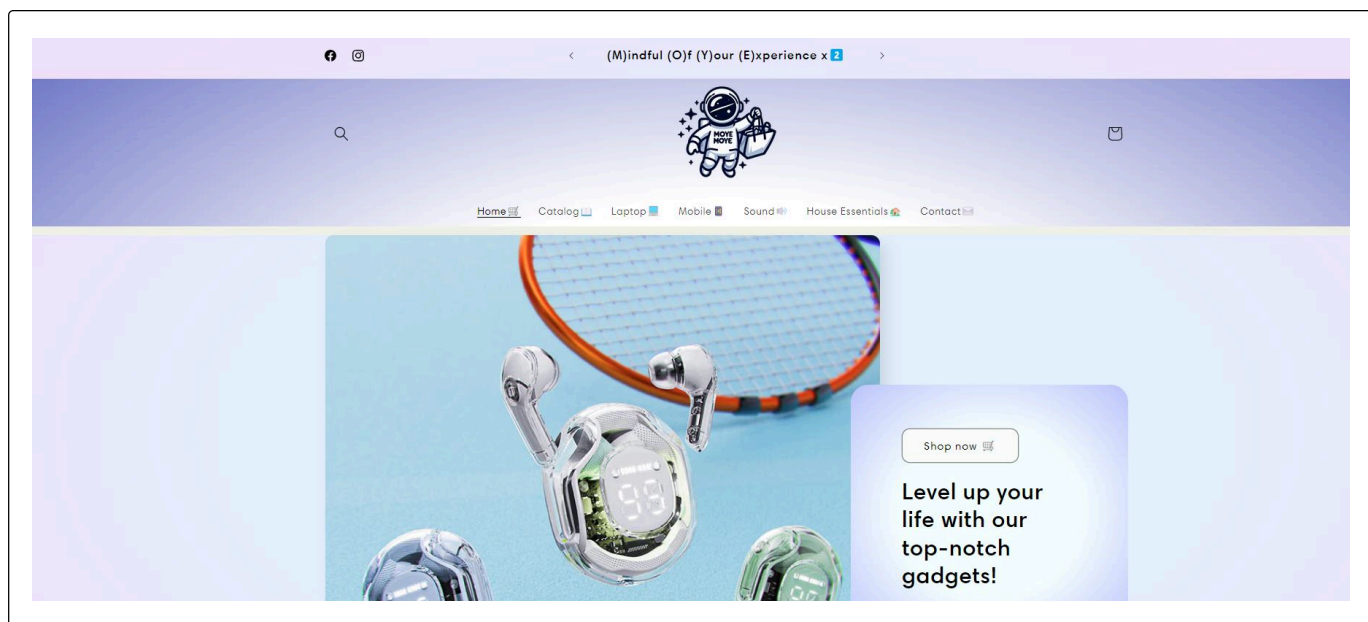 (M)indful (O)f (Y)our (E)xperience x 2️⃣
MOYE
MOYE
Home🛒 Catalog📖 Laptop💻 Mobile📱 Sound🔊 House Essentials🏡 Contact✉️
98
Shop now 🛒
Level up your
life with our
top-notch
gadgets!